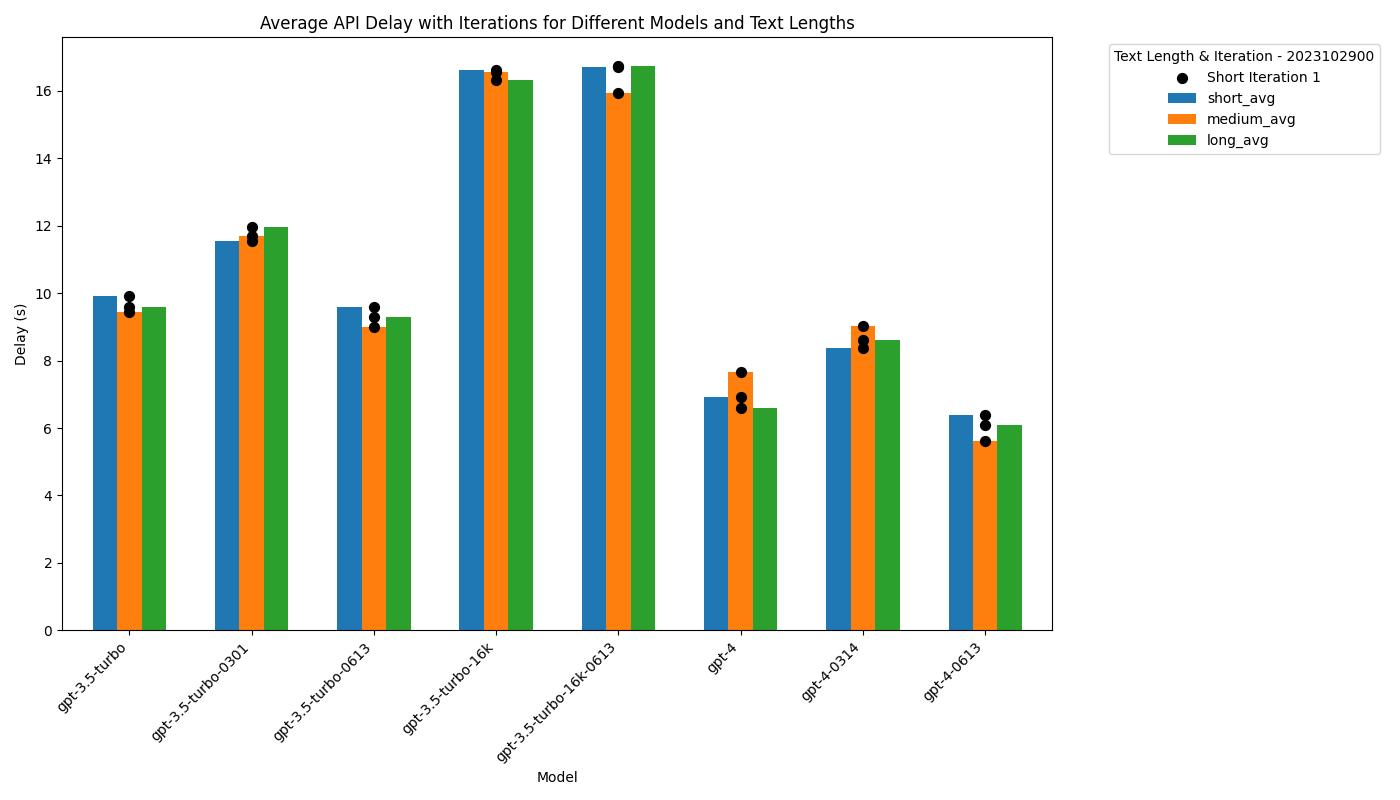 Average API Delay with Iterations for Different Models and Text Lengths
Text Length & Iteration - 2023102900
Short Iteration 1
short_avg
medium_avg
long_avg
Delay (s)
16
14
12
10
8
6
4
2
0
gpt-3.5-turbo
gpt-3.5-turbo-0301
gpt-3.5-turbo-0613
gpt-3.5-turbo-16k
gpt-3.5-turbo-16k-0613
gpt-4
gpt-4-0314
gpt-4-0613
Model